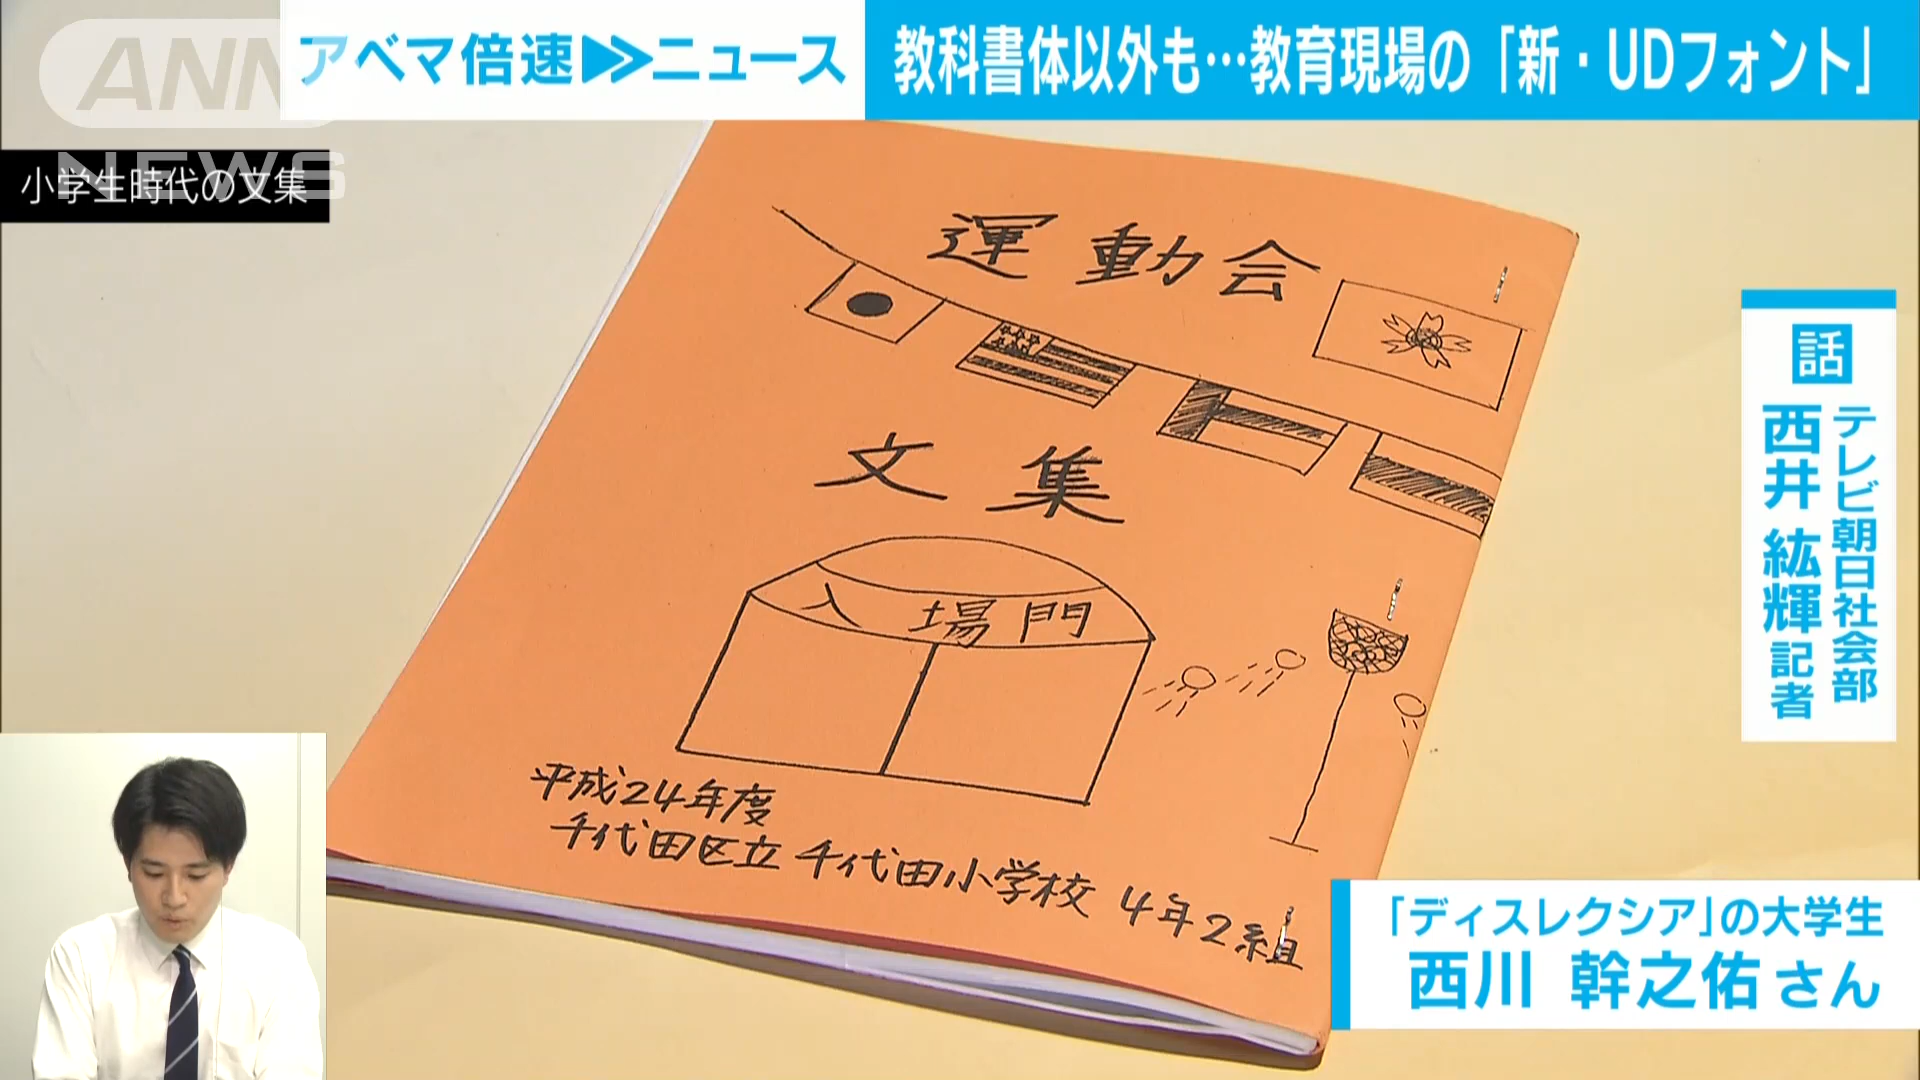 ANN NEWS
アベマ倍速▶≫ニュース
教科書体以外も…教育現場の「新・UDフォント」
小学生時代の文集
運動会
文集
入場門
平成24年度
千代田区立千代田小学校 4年2組
話
テレビ朝日社会部
西井 紘輝記者
「ディスレクシア」の大学生
西川 幹之佑さん